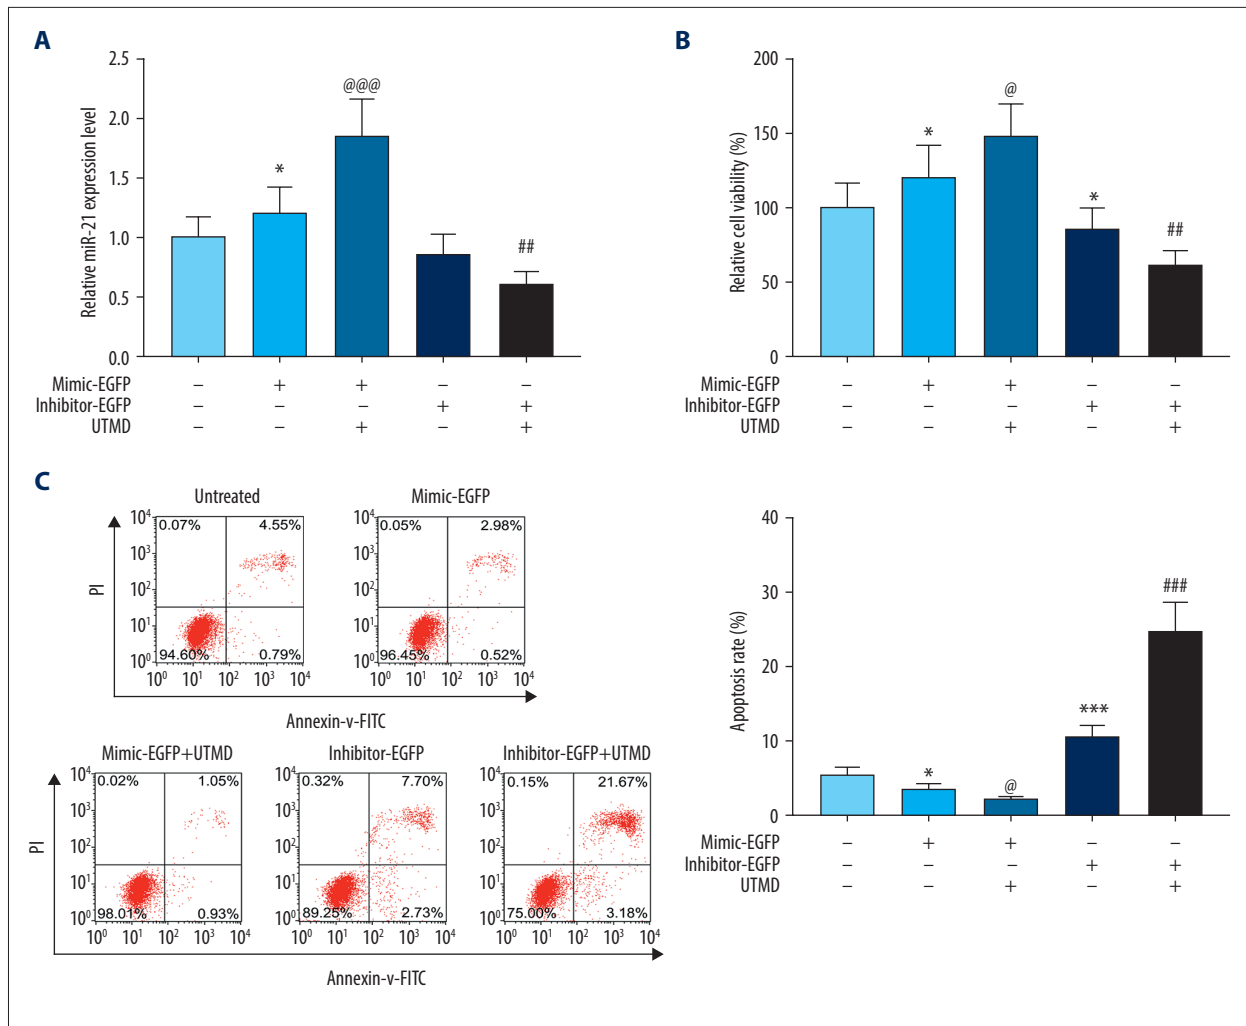 A
Relative miR-21 expression level
2.5
2.0
1.5
1.0
0.5
0.0
*
@@@
##
Mimic-EGFP – + + – –
Inhibitor-EGFP – – – + +
UTMD – – + – +
B
Relative cell viability (%)
200
150
100
50
0
*
@
*
##
Mimic-EGFP – + + – –
Inhibitor-EGFP – – – + +
UTMD – – + – +
C
Untreated
10⁴
10³
10²
10¹
10⁰
0.07% 4.55%
94.60% 0.79%
10⁰ 10¹ 10² 10³ 10⁴
Mimic-EGFP
10⁴
10³
10²
10¹
10⁰
0.05% 2.98%
96.45% 0.52%
10⁰ 10¹ 10² 10³ 10⁴
PI
Annexin-v-FITC
Mimic-EGFP+UTMD
10⁴
10³
10²
10¹
10⁰
0.02% 1.05%
98.01% 0.93%
10⁰ 10¹ 10² 10³ 10⁴
Inhibitor-EGFP
10⁴
10³
10²
10¹
10⁰
0.32% 7.70%
89.25% 2.73%
10⁰ 10¹ 10² 10³ 10⁴
Inhibitor-EGFP+UTMD
10⁴
10³
10²
10¹
10⁰
0.15% 21.67%
75.00% 3.18%
10⁰ 10¹ 10² 10³ 10⁴
PI
Annexin-v-FITC
Apoptosis rate (%)
40
30
20
10
0
*
@
***
###
Mimic-EGFP – + + – –
Inhibitor-EGFP – – – + +
UTMD – – + – +